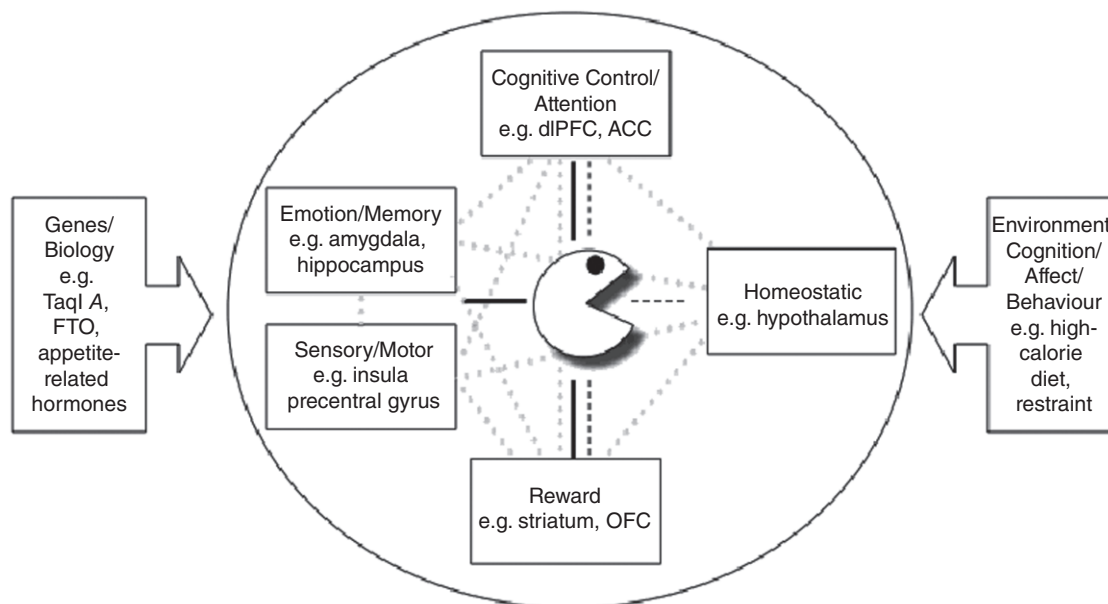 Cognitive Control/
Attention
e.g. dlPFC, ACC
Emotion/Memory
e.g. amygdala,
hippocampus
Genes/
Biology
e.g.
TaqI A,
FTO,
appetite-
related
hormones
Sensory/Motor
e.g. insula
precentral gyrus
Homeostatic
e.g. hypothalamus
Environment
Cognition/
Affect/
Behaviour
e.g. high-
calorie
diet,
restraint
Reward
e.g. striatum, OFC